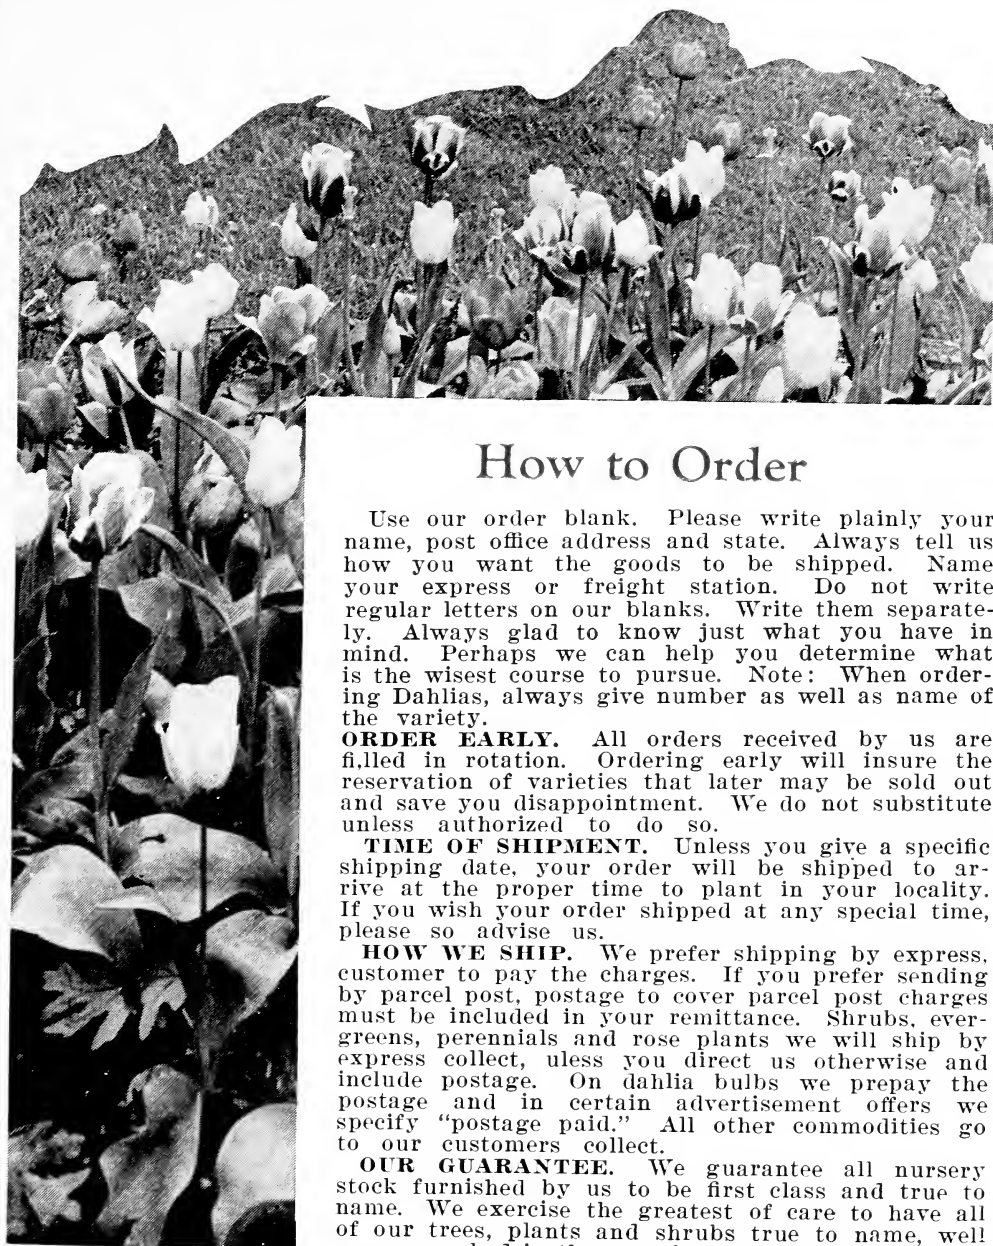 How to Order
Use our order blank. Please write plainly your
name, post office address and state. Always tell us
how you want the goods to be shipped. Name
your express or freight station. Do not write
regular letters on our blanks. Write them separate-
ly. Always glad to know just what you have in
mind. Perhaps we can help you determine what
is the wisest course to pursue. Note: When order-
ing Dahlias, always give number as well as name of
the variety.
ORDER EARLY. All orders received by us are
fi,lled in rotation. Ordering early will insure the
reservation of varieties that later may be sold out
and save you disappointment. We do not substitute
unless authorized to do so.
TIME OF SHIPMENT. Unless you give a specific
shipping date, your order will be shipped to ar-
rive at the proper time to plant in your locality.
If you wish your order shipped at any special time,
please so advise us.
HOW WE SHIP. We prefer shipping by express,
customer to pay the charges. If you prefer sending
by parcel post, postage to cover parcel post charges
must be included in your remittance. Shrubs, ever-
greens, perennials and rose plants we will ship by
express collect, uless you direct us otherwise and
include postage. On dahlia bulbs we prepay the
postage and in certain advertisement offers we
specify "postage paid." All other commodities go
to our customers collect.
OUR GUARANTEE. We guarantee all nursery
stock furnished by us to be first class and true to
name. We exercise the greatest of care to have all
of our trees, plants and shrubs true to name, well